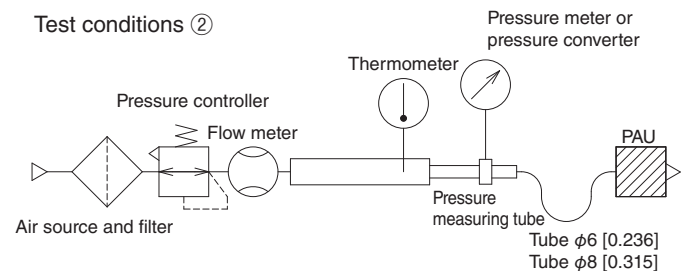 Test conditions ②
Pressure meter or
pressure converter
Thermometer
Pressure controller
Flow meter
PAU
Air source and filter
Pressure
measuring tube
Tube φ6 [0.236]
Tube φ8 [0.315]